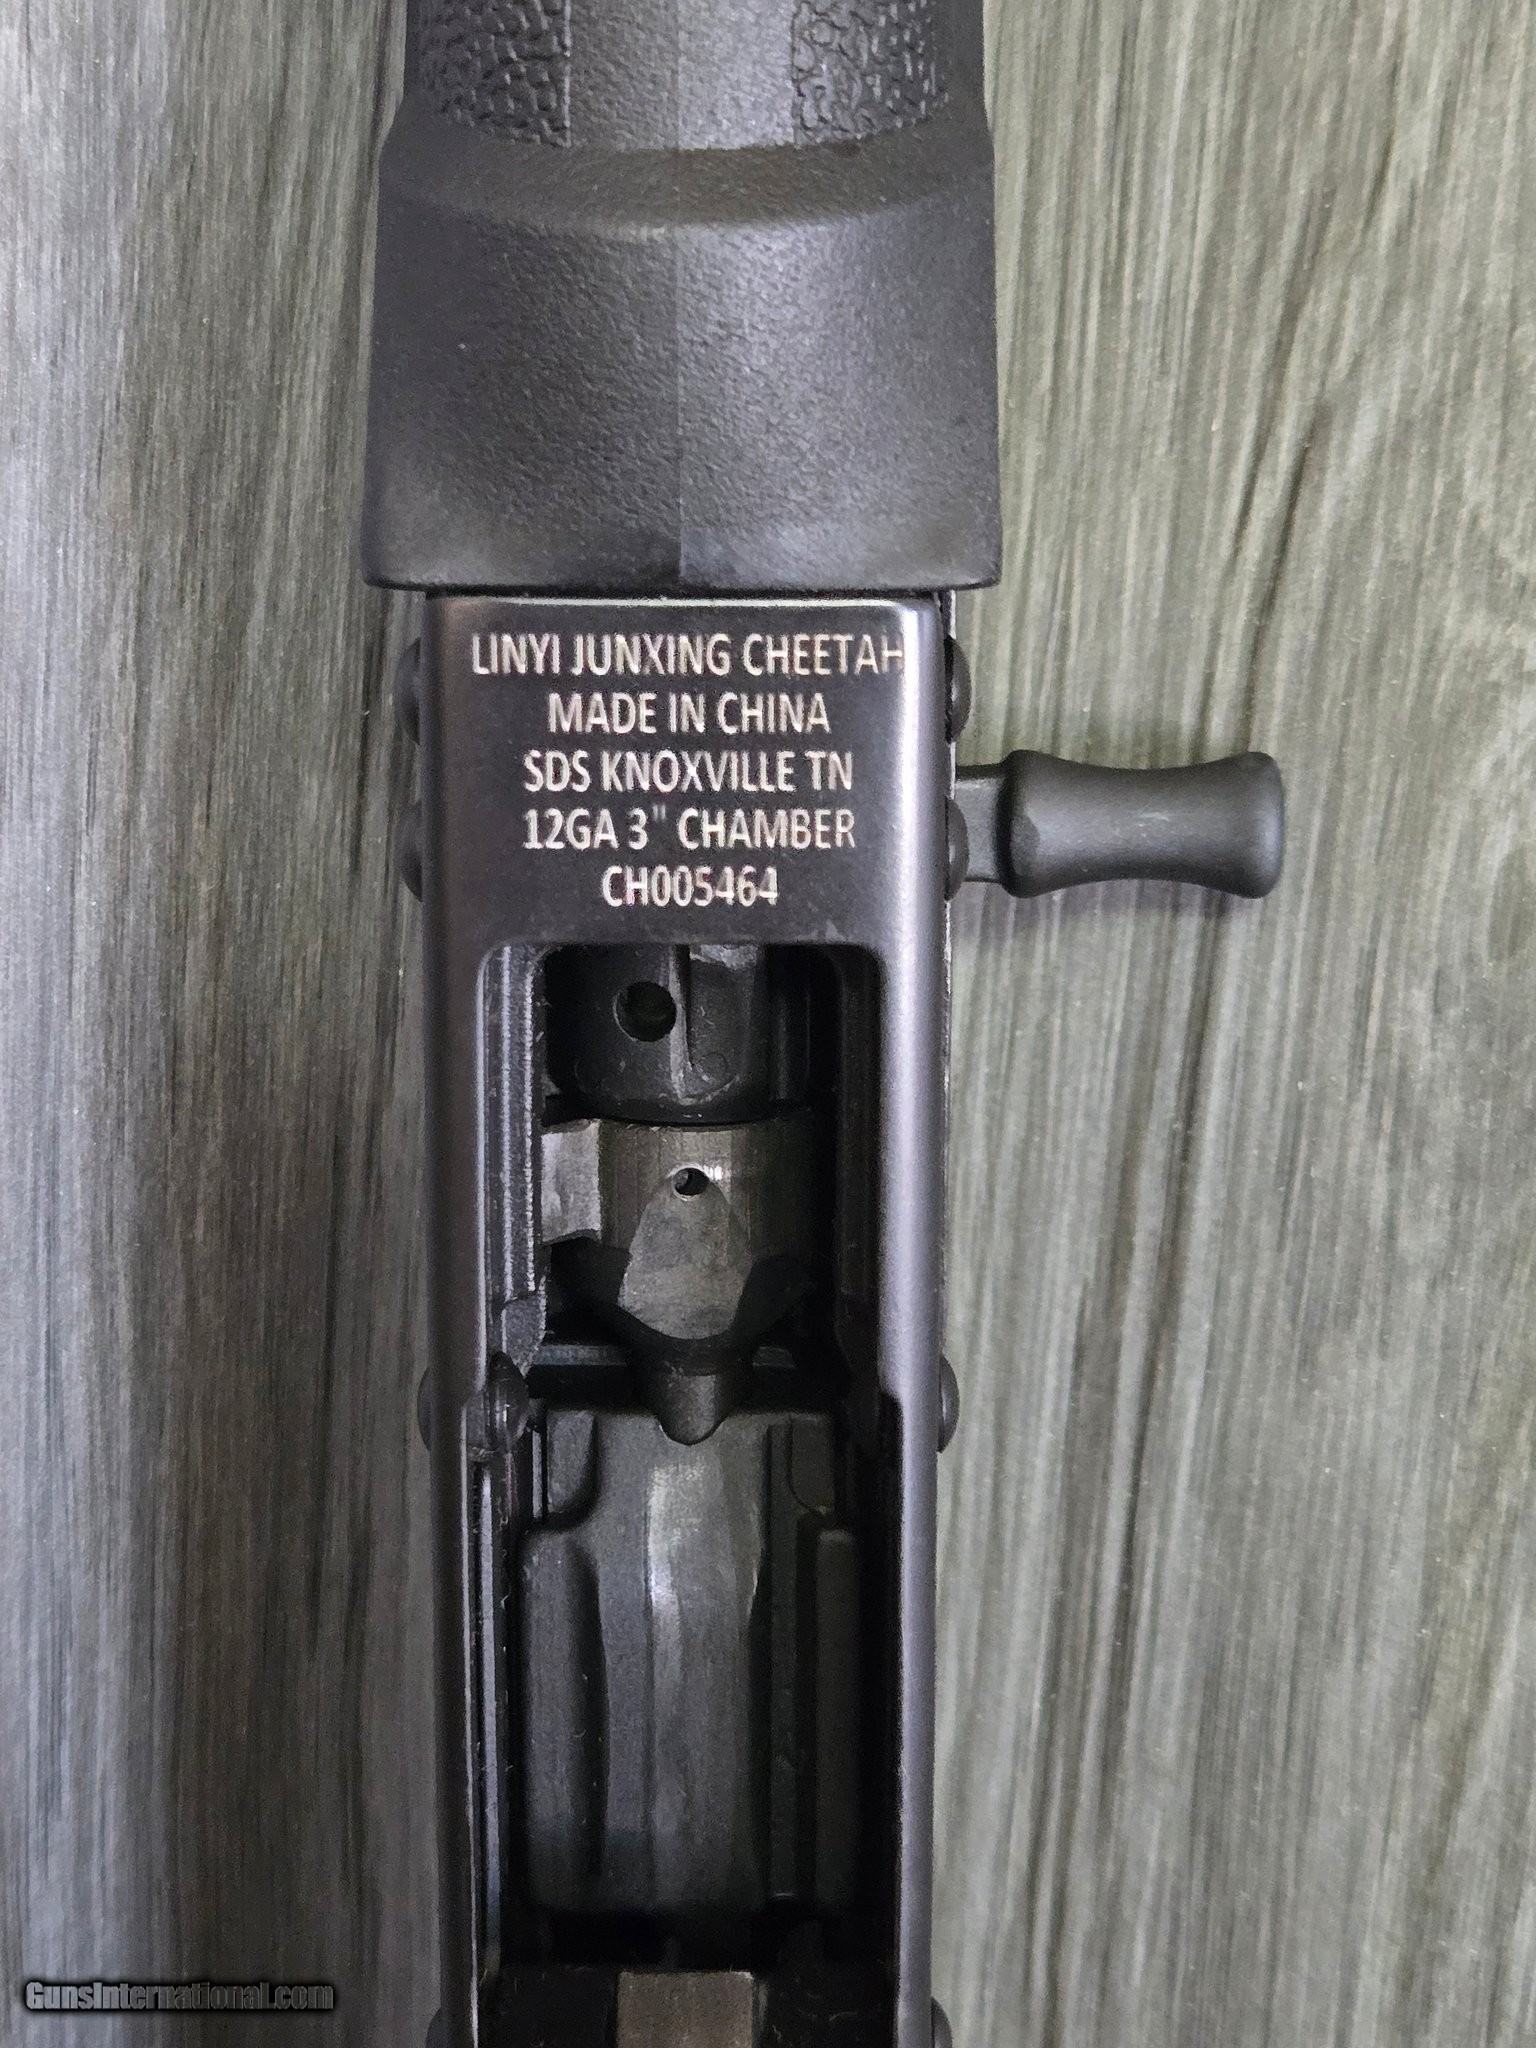 LINYI JUNXING CHEETAH
MADE IN CHINA
SDS KNOXVILLE TN
12GA 3" CHAMBER
CH005464
GunsInternational.com